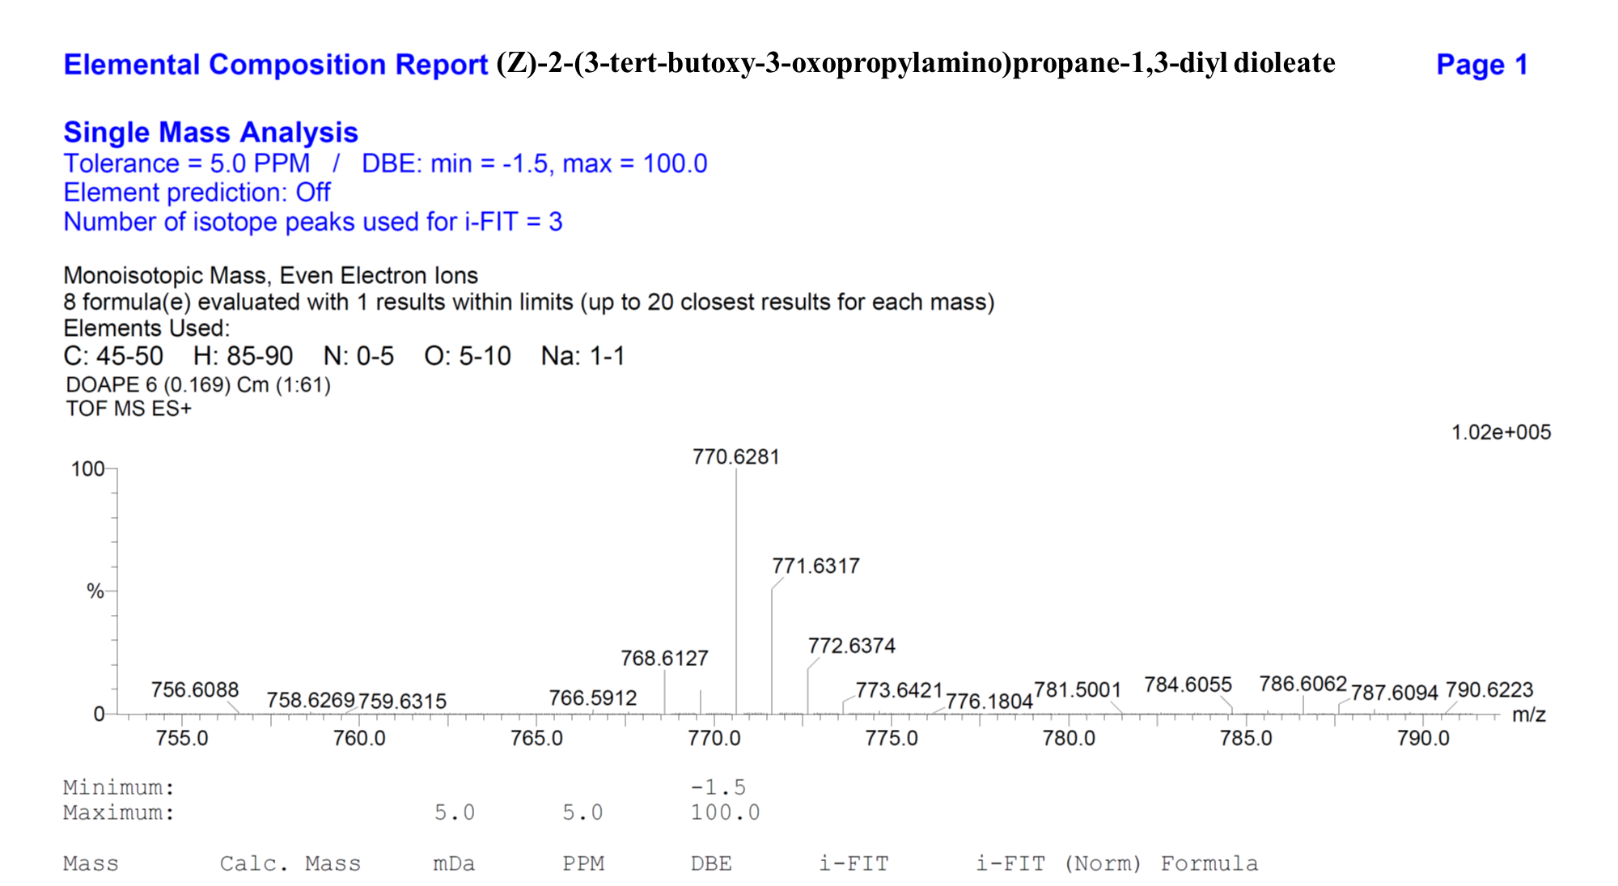 Elemental Composition Report (Z)-2-(3-tert-butoxy-3-oxopropylamino)propane-1,3-diyl dioleate Page 1
Single Mass Analysis
Tolerance = 5.0 PPM / DBE: min = -1.5, max = 100.0
Element prediction: Off
Number of isotope peaks used for i-FIT = 3
Monoisotopic Mass, Even Electron Ions
8 formula(e) evaluated with 1 results within limits (up to 20 closest results for each mass)
Elements Used:
C: 45-50 H: 85-90 N: 0-5 O: 5-10 Na: 1-1
DOAPE 6 (0.169) Cm (1:61)
TOF MS ES+
1.02e+005
770.6281
100
771.6317
%
772.6374
768.6127
756.6088 758.6269 759.6315 766.5912 773.6421 776.1804 781.5001 784.6055 786.6062 787.6094 790.6223
0
m/z
755.0 760.0 765.0 770.0 775.0 780.0 785.0 790.0
Minimum: -1.5
Maximum: 5.0 5.0 100.0
Mass Calc. Mass mDa PPM DBE i-FIT i-FIT (Norm) Formula